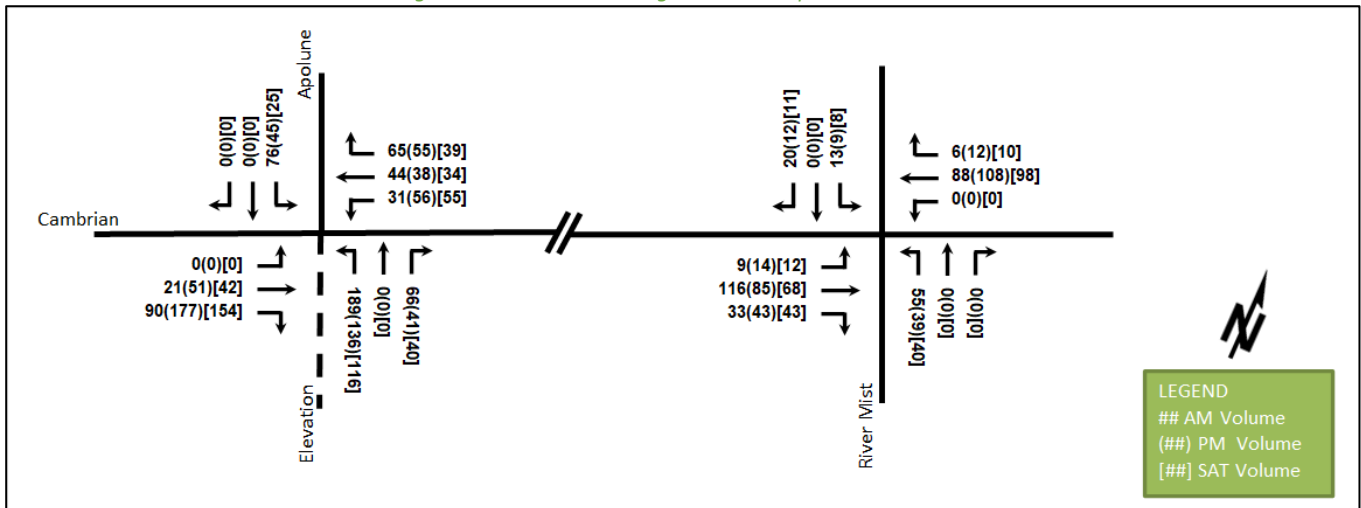 Apolune
0(0)[0]
0(0)[0]
76(45)[25]
65(55)[39]
44(38)[34]
31(56)[55]
Cambrian
0(0)[0]
21(51)[42]
90(177)[154]
189(136)[116]
0(0)[0]
66(41)[40]
Elevation
20(12)[11]
0(0)[0]
13(9)[8]
6(12)[10]
88(108)[98]
0(0)[0]
9(14)[12]
116(85)[68]
33(43)[43]
55(39)[40]
0(0)[0]
0(0)[0]
River Mist
N
LEGEND
## AM Volume
(##) PM Volume
[##] SAT Volume